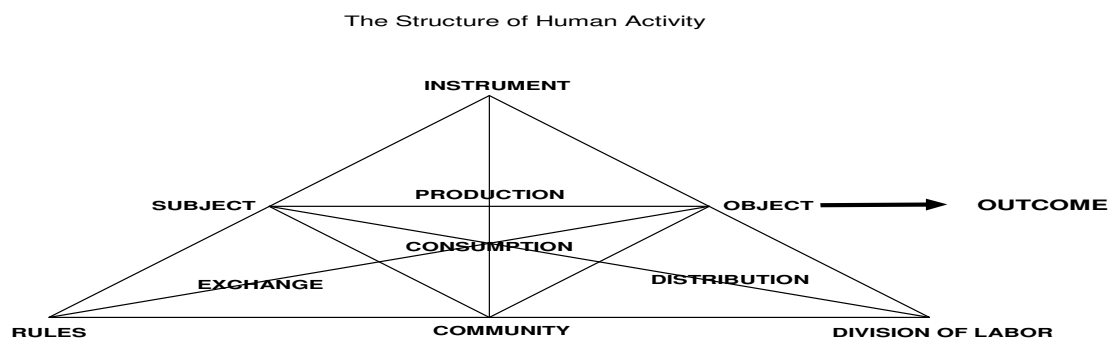 The Structure of Human Activity
INSTRUMENT
PRODUCTION
SUBJECT
OBJECT
OUTCOME
CONSUMPTION
EXCHANGE
DISTRIBUTION
RULES
COMMUNITY
DIVISION OF LABOR